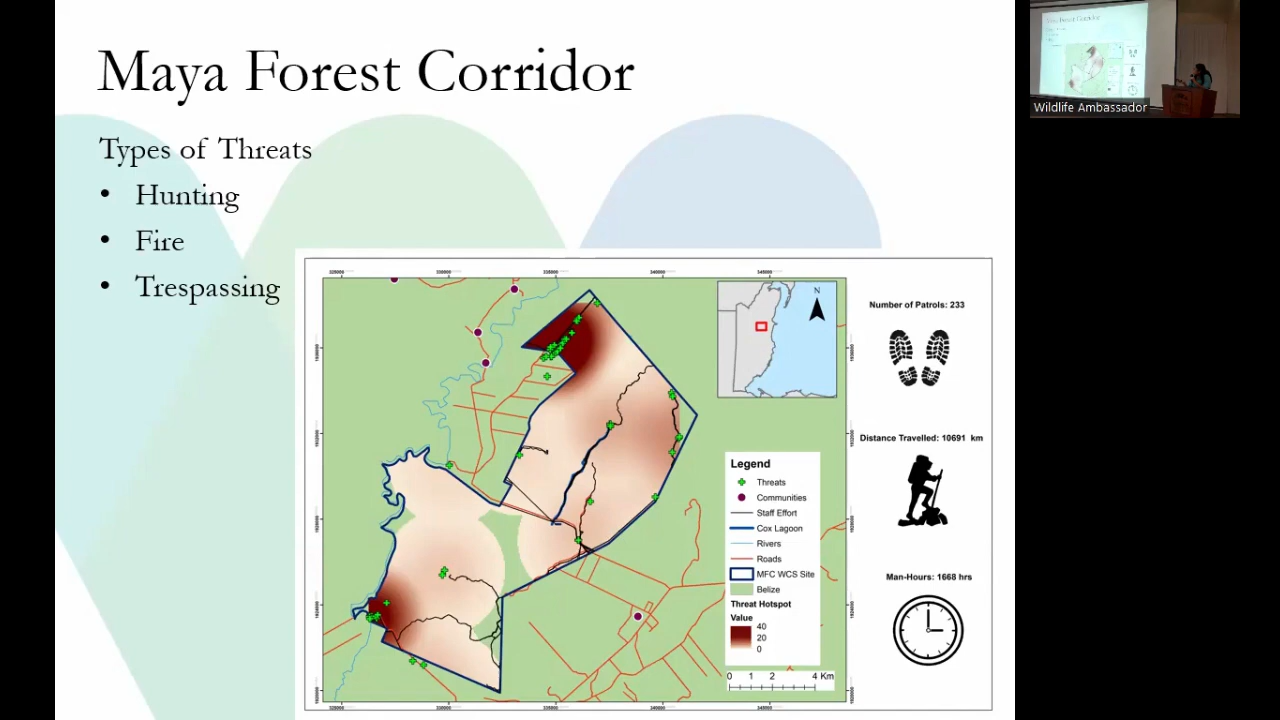 Maya Forest Corridor
Types of Threats
• Hunting
• Fire
• Trespassing
N
Number of Patrols: 233
Distance Travelled: 10691 km
Man-Hours: 1668 hrs
Legend
Threats
Communities
Staff Effort
Cox Lagoon
Rivers
Roads
MFC WCS Site
Belize
Threat Hotspot
Value
40
20
0
0 1 2 4 Km
Wildlife Ambassador